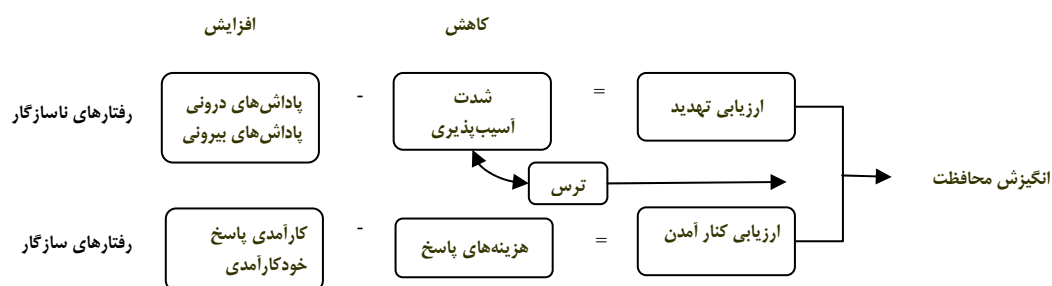 افزایش
کاهش
رفتارهای ناسازگار
پاداش‌های درونی
پاداش‌های بیرونی
-
شدت
آسیب‌پذیری
=
ارزیابی تهدید
ترس
انگیزش محافظت
رفتارهای سازگار
کارآمدی پاسخ
خودکارآمدی
-
هزینه‌های پاسخ
=
ارزیابی کنار آمدن